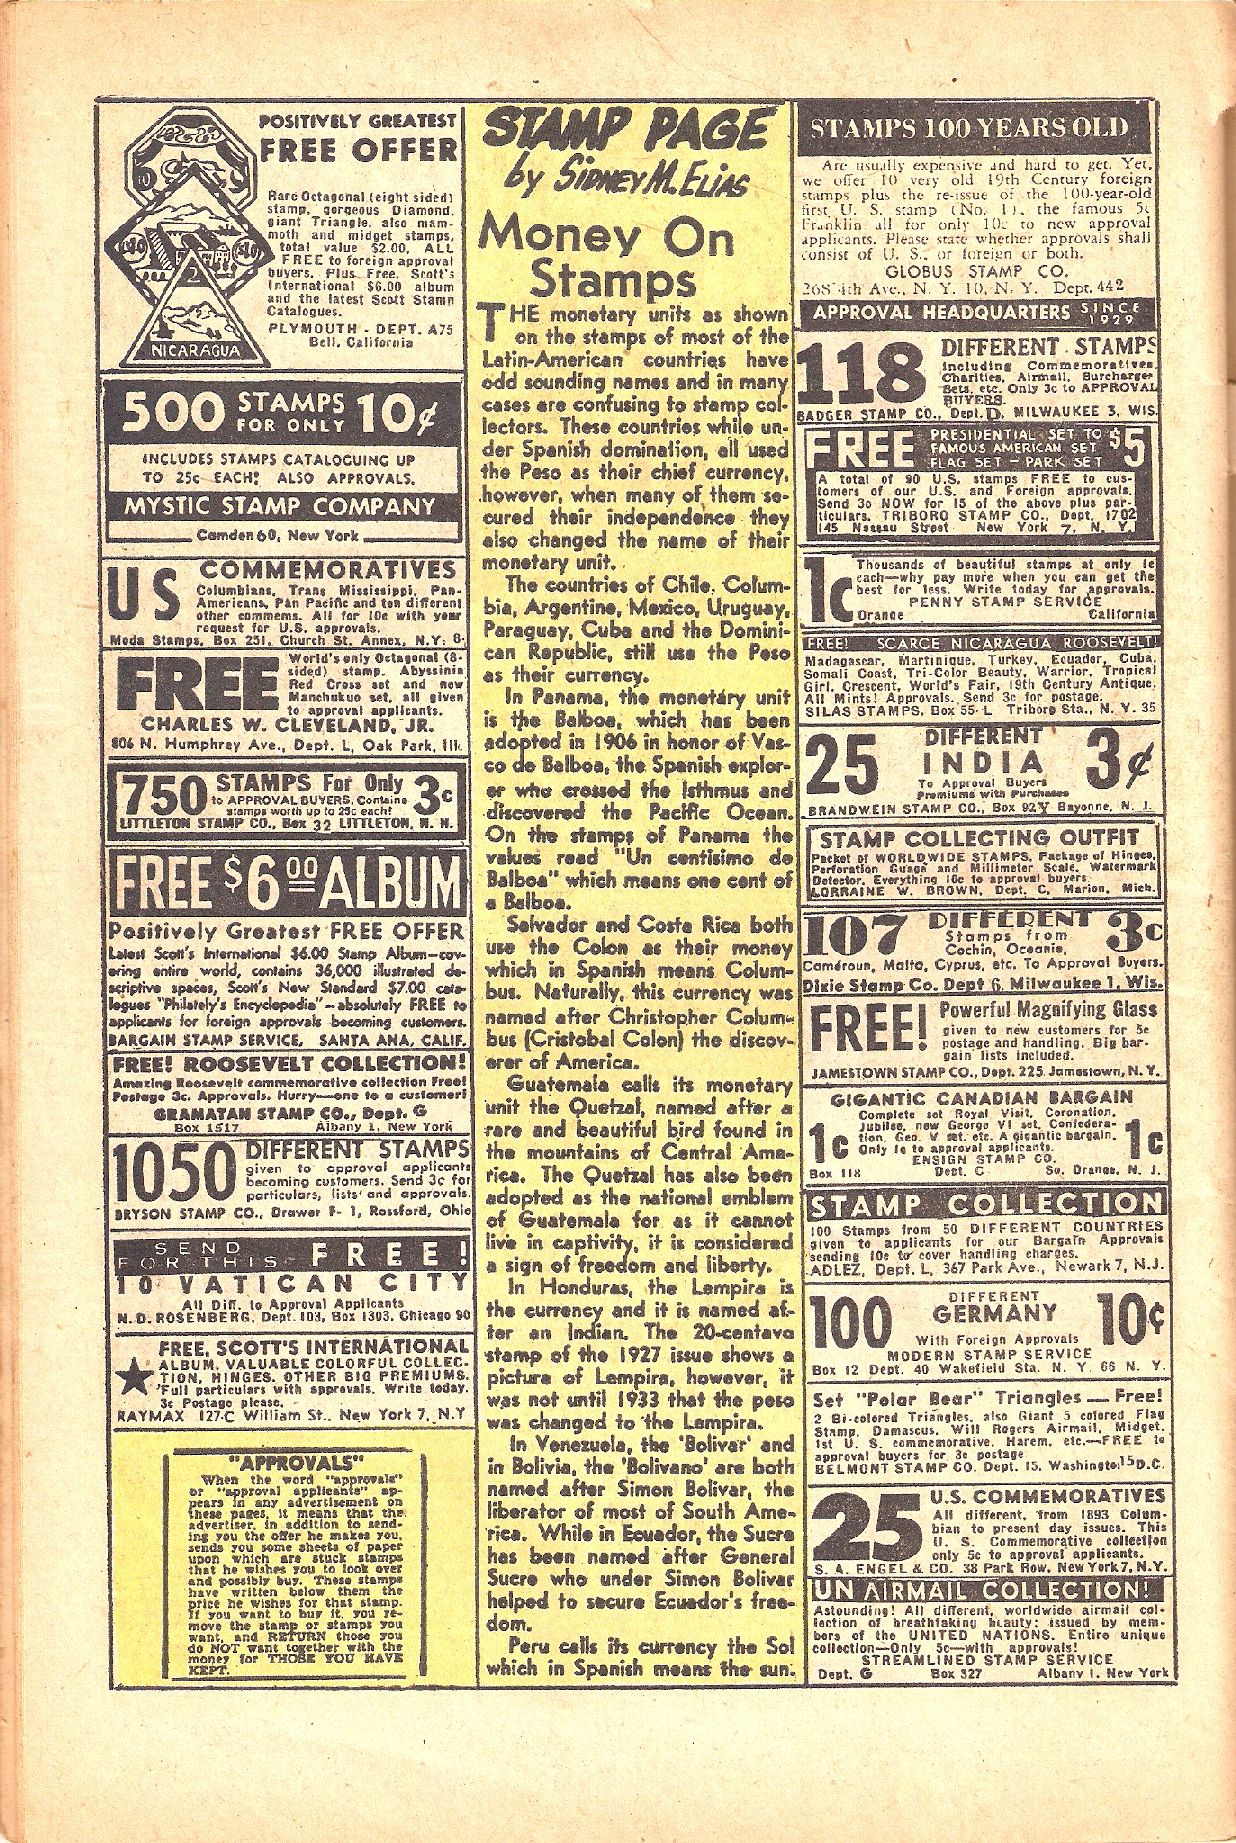 POSITIVELY GREATEST
FREE OFFER
Rare Octagonal (eight sided)
stamp, gorgeous Diamond,
giant Triangle, also mam-
moth and midget stamps,
total value $2.00, ALL
FREE to foreign approval
buyers. Plus Free, Scott's
International $6.00 album
and the latest Scott Stamp
Catalogues.
PLYMOUTH - DEPT. A75
Bell, California
NICARAGUA
500 STAMPS
FOR ONLY 10¢
INCLUDES STAMPS CATALOGUING UP
TO 25c EACH! ALSO APPROVALS.
MYSTIC STAMP COMPANY
Camden 60, New York
US COMMEMORATIVES
Columbians, Trans Mississippi, Pan-
Americans, Pan Pacific and ten different
other commems. All for 10c with year
request for U.S. approvals.
Moda Stamps, Box 251, Church St. Annex, N.Y. 8
FREE World's only Octagonal (8-
sided) stamp. Abyssinia
Red Cross set and new
Manchukuo set, all given
to approval applicants.
CHARLES W. CLEVELAND, JR.
806 N. Humphrey Ave., Dept. L, Oak Park, Ill.
750 STAMPS For Only 3c
to APPROVAL BUYERS, Contains
stamps worth up to 25c each!
LITTLETON STAMP CO., Box 32 LITTLETON, N. H.
FREE $6.00 ALBUM
Positively Greatest FREE OFFER
Latest Scott's International $6.00 Stamp Album—cov-
ering entire world, contains 36,000 illustrated de-
scriptive spaces, Scott's New Standard $7.00 cata-
logues "Philately's Encyclopedia"—absolutely FREE to
applicants for foreign approvals becoming customers.
BARGAIN STAMP SERVICE, SANTA ANA, CALIF.
FREE! ROOSEVELT COLLECTION!
Amazing Roosevelt commemorative collection Free!
Postage 3c. Approvals. Hurry—one to a customer!
GRAMATAN STAMP CO., Dept. G
Box 1517 Albany 1, New York
1050 DIFFERENT STAMPS
given to approval applicants
becoming customers. Send 3c for
particulars, lists and approvals.
BRYSON STAMP CO., Drawer F-1, Rossford, Ohio
SEND
FOR THIS FREE!
10 VATICAN CITY
All Diff. to Approval Applicants
N. D. ROSENBERG, Dept. 103, Box 1303, Chicago 90
FREE, SCOTT'S INTERNATIONAL
ALBUM, VALUABLE COLORFUL COLLEC-
TION, HINGES, OTHER BIG PREMIUMS.
Full particulars with approvals. Write today.
3c Postage please.
RAYMAX 127-C William St., New York 7, N.Y
"APPROVALS"
When the word "approvals"
or "approval applicants" ap-
pears in any advertisement on
these pages, it means that the
advertiser, in addition to send-
ing you the offer he makes you,
sends you some sheets of paper
upon which are stuck stamps
that he wishes you to look over
and possibly buy. These stamps
have written below them the
price he wishes for that stamp.
If you want to buy it, you re-
move the stamp or stamps you
want, and RETURN those you
do NOT want together with the
money for THOSE YOU HAVE
KEPT.
STAMP PAGE
by SIDNEY M. ELIAS
Money On
Stamps
THE monetary units as shown
on the stamps of most of the
Latin-American countries have
odd sounding names and in many
cases are confusing to stamp col-
lectors. These countries while un-
der Spanish domination, all used
the Peso as their chief currency,
however, when many of them se-
cured their independence they
also changed the name of their
monetary unit.
The countries of Chile, Colum-
bia, Argentine, Mexico, Uruguay,
Paraguay, Cuba and the Domini-
can Republic, still use the Peso
as their currency.
In Panama, the monetary unit
is the Balboa, which has been
adopted in 1906 in honor of Vas-
co de Balboa, the Spanish explor-
er who crossed the Isthmus and
discovered the Pacific Ocean.
On the stamps of Panama the
values read "Un centisimo de
Balboa" which means one cent of
a Balboa.
Salvador and Costa Rica both
use the Colon as their money
which in Spanish means Colum-
bus. Naturally, this currency was
named after Christopher Colum-
bus (Cristobal Colon) the discov-
erer of America.
Guatemala calls its monetary
unit the Quetzal, named after a
rare and beautiful bird found in
the mountains of Central Ame-
rica. The Quetzal has also been
adopted as the national emblem
of Guatemala for as it cannot
live in captivity, it is considered
a sign of freedom and liberty.
In Honduras, the Lempira is
the currency and it is named af-
ter an Indian. The 20-centavo
stamp of the 1927 issue shows a
picture of Lempira, however, it
was not until 1933 that the peso
was changed to the Lempira.
In Venezuela, the 'Bolivar' and
in Bolivia, the 'Bolivano' are both
named after Simon Bolivar, the
liberator of most of South Ame-
rica. While in Ecuador, the Sucre
has been named after General
Sucre who under Simon Bolivar
helped to secure Ecuador's free-
dom.
Peru calls its currency the Sol
which in Spanish means the sun.
STAMPS 100 YEARS OLD
Are usually expensive and hard to get. Yet,
we offer 10 very old 19th Century foreign
stamps plus the re-issue of the 100-year-old
first U. S. stamp (No. 1), the famous 5c
Franklin all for only 10c to new approval
applicants. Please state whether approvals shall
consist of U. S., or foreign or both.
GLOBUS STAMP CO.
268 4th Ave., N. Y. 10, N. Y. Dept. 442
APPROVAL HEADQUARTERS SINCE 1929
118 DIFFERENT STAMPS
Including Commemoratives,
Charities, Airmail, Surcharges,
Sets, etc. Only 3c to APPROVAL
BUYERS.
BADGER STAMP CO., Dept. D, MILWAUKEE 3, WIS.
FREE PRESIDENTIAL SET TO $5
FAMOUS AMERICAN SET
FLAG SET — PARK SET
A total of 90 U.S. stamps FREE to cus-
tomers of our U.S. and Foreign approvals.
Send 3c NOW for 15 of the above plus par-
ticulars. TRIBORO STAMP CO., Dept. 1702
145 Nassau Street New York 7, N. Y.
1c Thousands of beautiful stamps at only 1c
each—why pay more when you can get the
best for less. Write today for approvals.
PENNY STAMP SERVICE
Orange California
FREE! SCARCE NICARAGUA ROOSEVELT!
Madagascar, Martinique, Turkey, Ecuador, Cuba,
Somali Coast, Tri-Color Beauty, Warrior, Tropical
Girl, Crescent, World's Fair, 19th Century Antique.
All Mints! Approvals. Send 3c for postage.
SILAS STAMPS, Box 55-L Triboro Sta., N. Y. 35
25 DIFFERENT
INDIA 3¢
To Approval Buyers
Premiums with Purchases
BRANDWEIN STAMP CO., Box 92Y Bayonne, N. J.
STAMP COLLECTING OUTFIT
Packet of WORLDWIDE STAMPS, Package of Hinges,
Perforation Guage and Millimeter Scale, Watermark
Detector, Everything 10c to approval buyers
LORRAINE W. BROWN, Dept. C, Marion, Mich.
107 DIFFERENT 3c
Stamps from
Cochin, Oceania,
Cameroun, Malta, Cyprus, etc. To Approval Buyers.
Dixie Stamp Co. Dept 6, Milwaukee 1, Wis.
FREE! Powerful Magnifying Glass
given to new customers for 5c
postage and handling. Big bar-
gain lists included.
JAMESTOWN STAMP CO., Dept. 225 Jamestown, N. Y.
GIGANTIC CANADIAN BARGAIN
1c Complete set Royal Visit, Coronation,
Jubilee, new George VI set, Confedera-
tion, Geo. V set, etc. A gigantic bargain.
Only 1c to approval applicants. 1c
ENSIGN STAMP CO.
Box 118 Dept. C So. Orange, N. J.
STAMP COLLECTION
100 Stamps from 50 DIFFERENT COUNTRIES
given to applicants for our Bargain Approvals
sending 10c to cover handling charges.
ADLEZ, Dept. L, 367 Park Ave., Newark 7, N.J.
100 DIFFERENT
GERMANY 10¢
With Foreign Approvals
MODERN STAMP SERVICE
Box 12 Dept. 40 Wakefield Sta. N. Y. 66 N. Y.
Set "Polar Bear" Triangles — Free!
2 Bi-colored Triangles, also Giant 5 colored Flag
Stamp, Damascus, Will Rogers Airmail, Midget,
1st U. S. commemorative, Harem, etc.—FREE to
approval buyers for 3c postage
BELMONT STAMP CO. Dept. 15, Washington 15 D.C.
25 U.S. COMMEMORATIVES
All different, from 1893 Colum-
bian to present day issues. This
U. S. Commemorative collection
only 5c to approval applicants.
S. A. ENGEL & CO. 38 Park Row, New York 7, N.Y.
UN AIRMAIL COLLECTION!
Astounding! All different, worldwide airmail col-
lection of breathtaking beauty; issued by mem-
bers of the UNITED NATIONS. Entire unique
collection—Only 5c—with approvals!
STREAMLINED STAMP SERVICE
Dept. G Box 327 Albany 1, New York